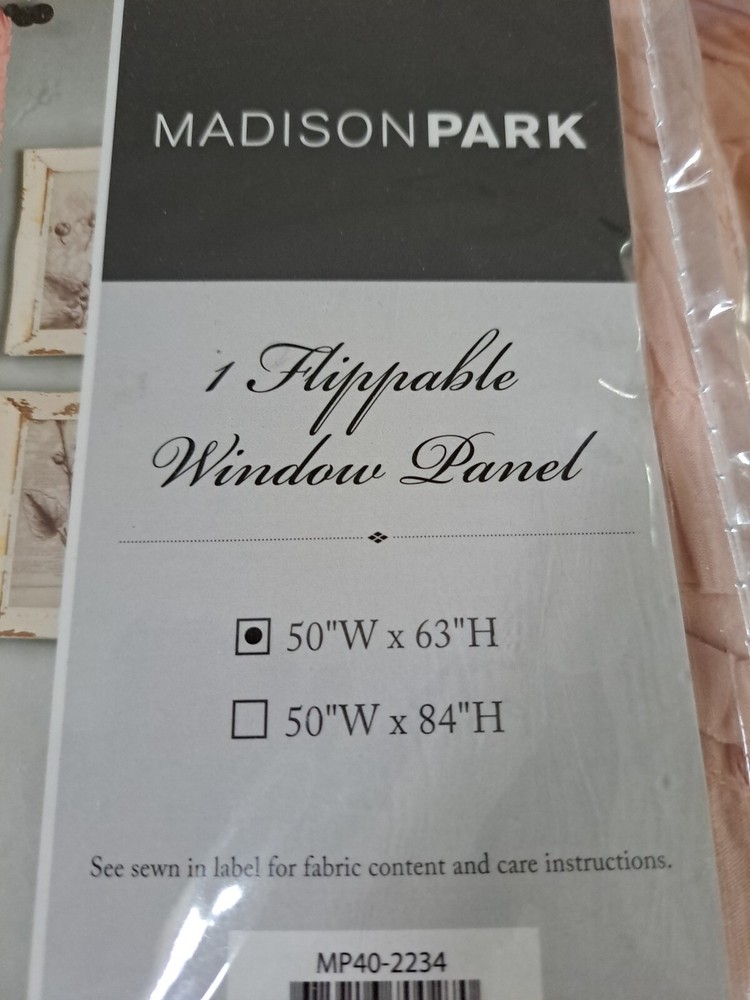 MADISONPARK
1 Flippable
Window Panel
50"W x 63"H
50"W x 84"H
See sewn in label for fabric content and care instructions.
MP40-2234